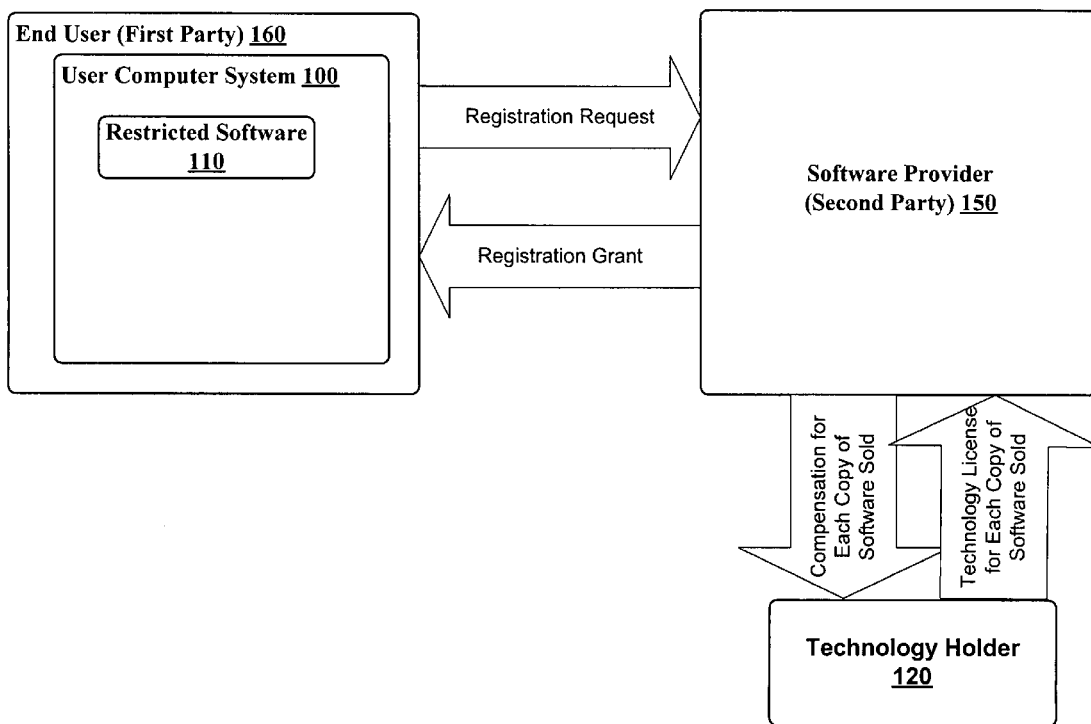 End User (First Party) 160
User Computer System 100
Restricted Software
110
Registration Request
Registration Grant
Software Provider
(Second Party) 150
Compensation for
Each Copy of
Software Sold
Technology License
for Each Copy of
Software Sold
Technology Holder
120